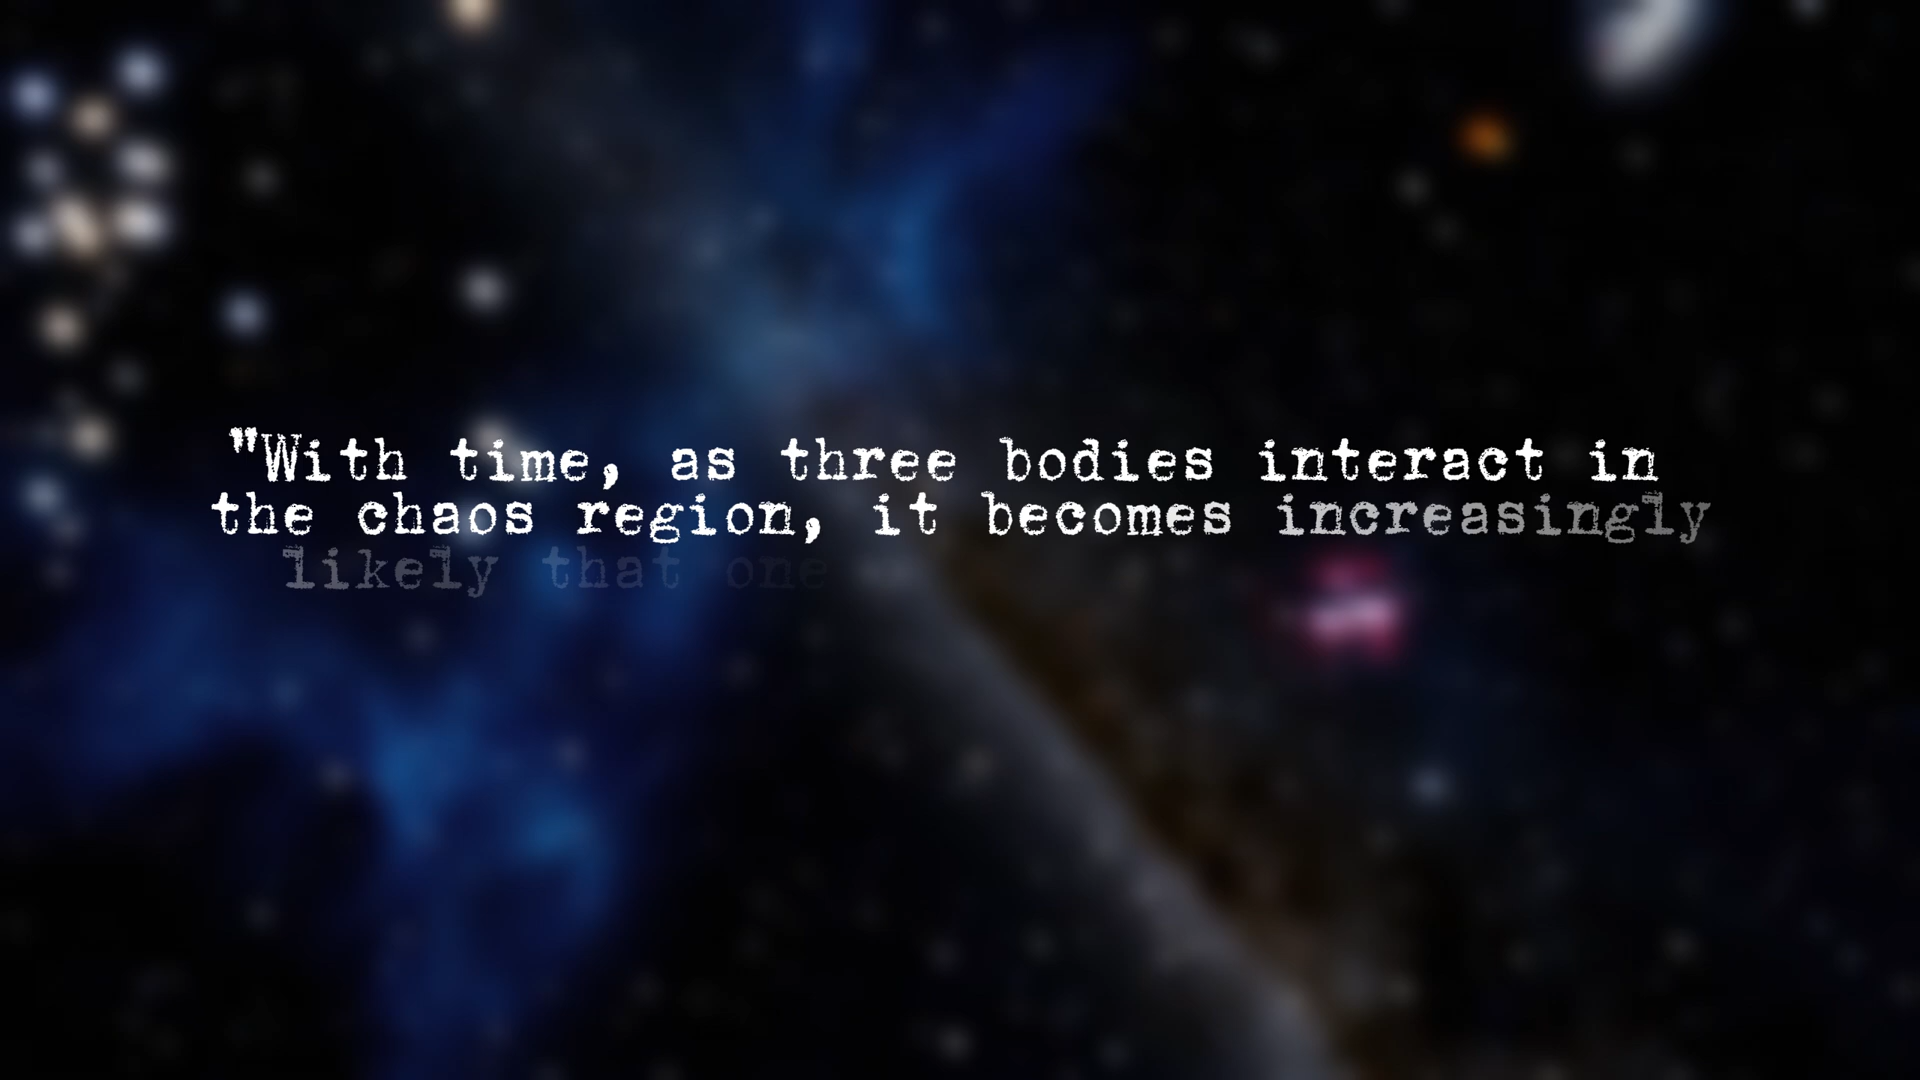 "With time, as three bodies interact in
the chaos region, it becomes increasingly
likely that one